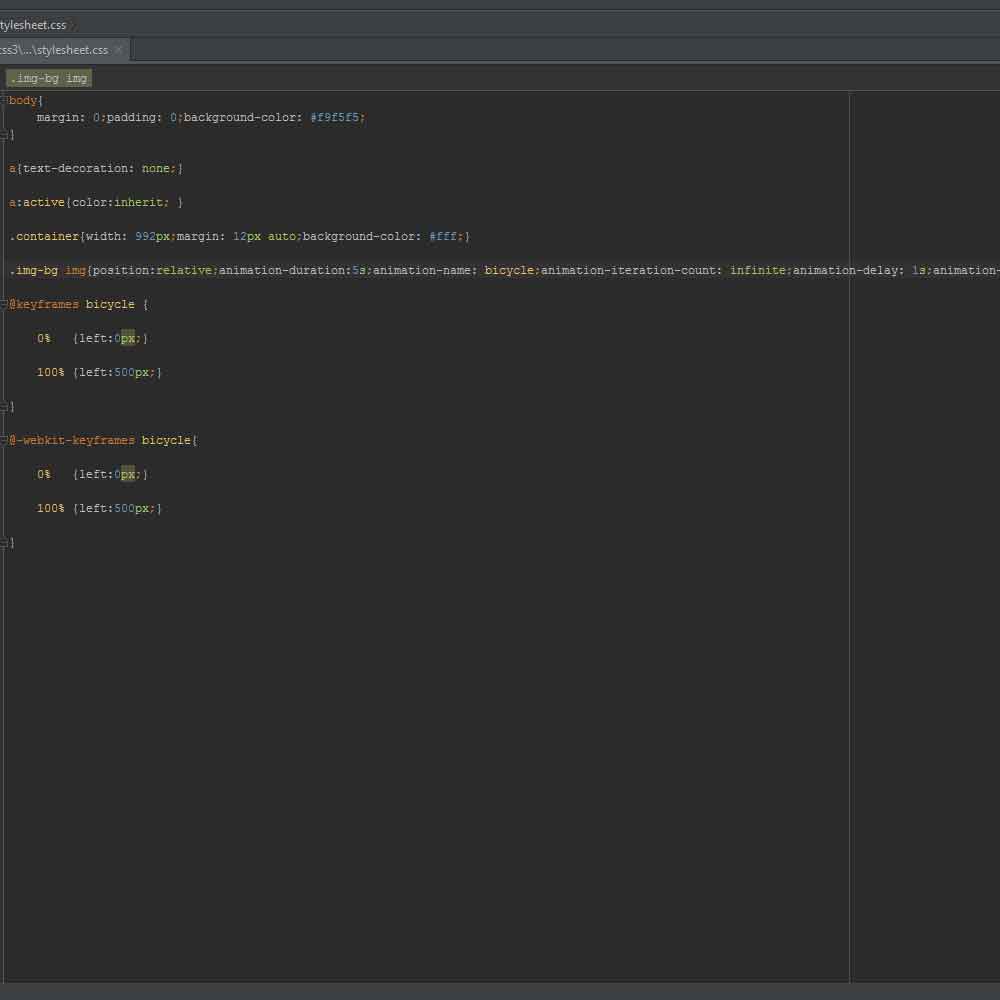 tylesheet.css
css3\...\stylesheet.css
.img-bg img
body{
margin: 0;padding: 0;background-color: #f9f5f5;
}
a{text-decoration: none;}
a:active{color:inherit; }
.container{width: 992px;margin: 12px auto;background-color: #fff;}
.img-bg img{position:relative;animation-duration:5s;animation-name: bicycle;animation-iteration-count: infinite;animation-delay: 1s;animation-
@keyframes bicycle {
0% {left:0px;}
100% {left:500px;}
}
@-webkit-keyframes bicycle{
0% {left:0px;}
100% {left:500px;}
}